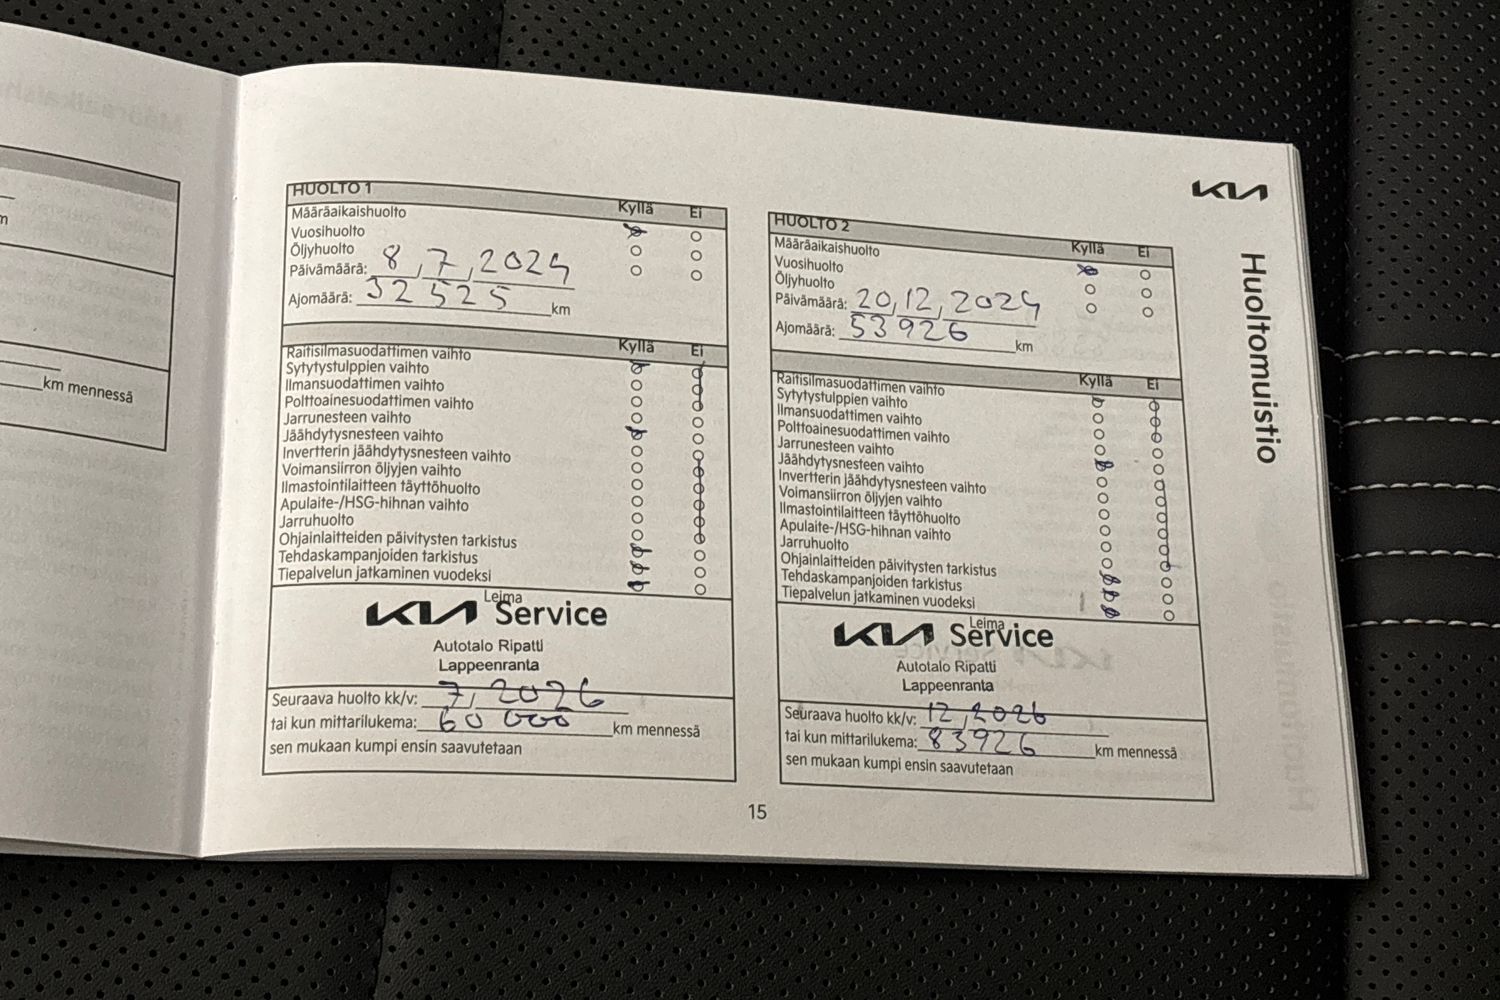 km mennessä
HUOLTO 1
Kyllä Ei
Määräaikaishuolto
Vuosihuolto
Öljyhuolto
Päivämäärä: 8,7,2024
Ajomäärä: 32525 km
Kyllä Ei
Raitisilmasuodattimen vaihto
Sytytystulppien vaihto
Ilmansuodattimen vaihto
Polttoainesuodattimen vaihto
Jarrunesteen vaihto
Jäähdytysnesteen vaihto
Invertterin jäähdytysnesteen vaihto
Voimansiirron öljyjen vaihto
Ilmastointilaitteen täyttöhuolto
Apulaite-/HSG-hihnan vaihto
Jarruhuolto
Ohjainlaitteiden päivitysten tarkistus
Tehdaskampanjoiden tarkistus
Tiepalvelun jatkaminen vuodeksi
Leima
KIA Service
Autotalo Ripatti
Lappeenranta
Seuraava huolto kk/v: 7, 2026
tai kun mittarilukema: 60 000 km mennessä
sen mukaan kumpi ensin saavutetaan
HUOLTO 2
Kyllä Ei
Määräaikaishuolto
Vuosihuolto
Öljyhuolto
Päivämäärä: 20,12,2024
Ajomäärä: 53926 km
Kyllä Ei
Raitisilmasuodattimen vaihto
Sytytystulppien vaihto
Ilmansuodattimen vaihto
Polttoainesuodattimen vaihto
Jarrunesteen vaihto
Jäähdytysnesteen vaihto
Invertterin jäähdytysnesteen vaihto
Voimansiirron öljyjen vaihto
Ilmastointilaitteen täyttöhuolto
Apulaite-/HSG-hihnan vaihto
Jarruhuolto
Ohjainlaitteiden päivitysten tarkistus
Tehdaskampanjoiden tarkistus
Tiepalvelun jatkaminen vuodeksi
Leima
KIA Service
Autotalo Ripatti
Lappeenranta
Seuraava huolto kk/v: 12,2026
tai kun mittarilukema: 83926 km mennessä
sen mukaan kumpi ensin saavutetaan
KIA
Huoltomuistio
15